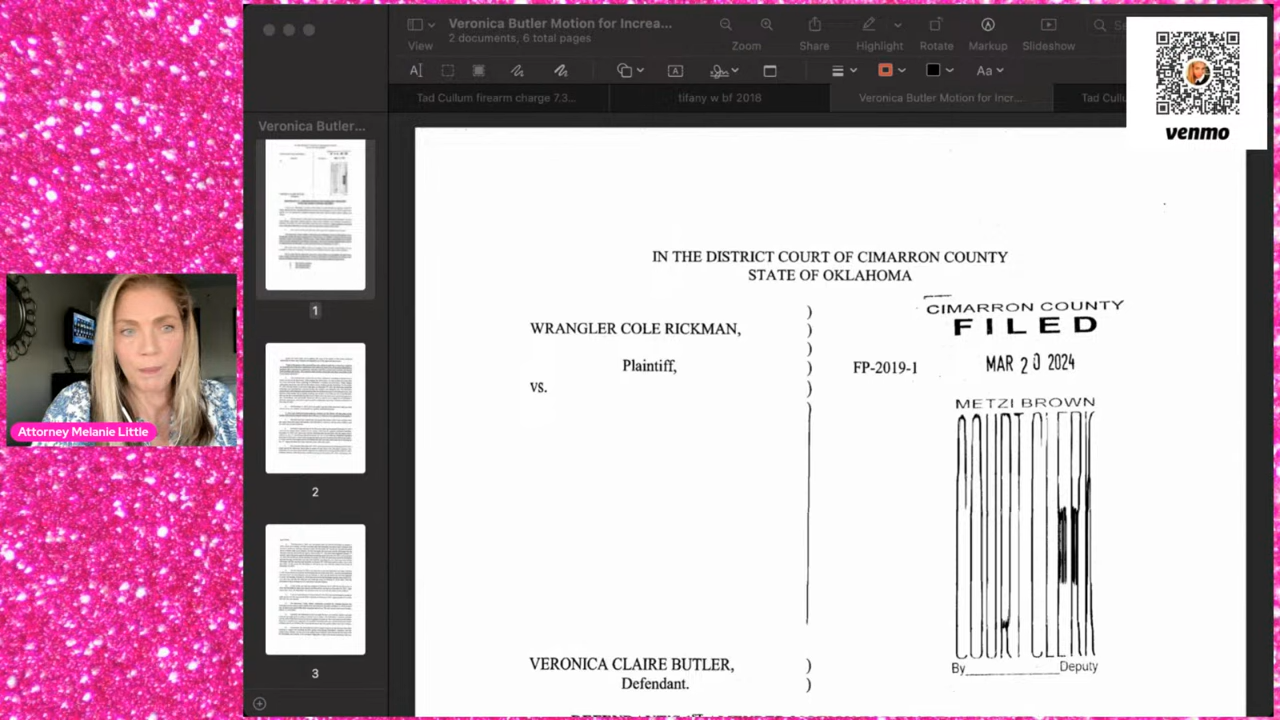 Veronica Butler Motion for Increa...
2 documents, 6 total pages
View
Zoom
Share
Highlight
Rotate
Markup
Slideshow
Aa
Tad Cullum firearm charge 7.3...
tifany w bf 2018
Veronica Butler Motion for Incr...
venmo
Veronica Butler...
1
2
3
IN THE DISTRICT COURT OF CIMARRON COUNTY
STATE OF OKLAHOMA
WRANGLER COLE RICKMAN,
Plaintiff,
vs.
FP-2019-1
CIMARRON COUNTY
FILED
MAR 20 2024
METZI BROWN
COURT CLERK
By____________ Deputy
VERONICA CLAIRE BUTLER,
Defendant.
Attorney Melanie Little